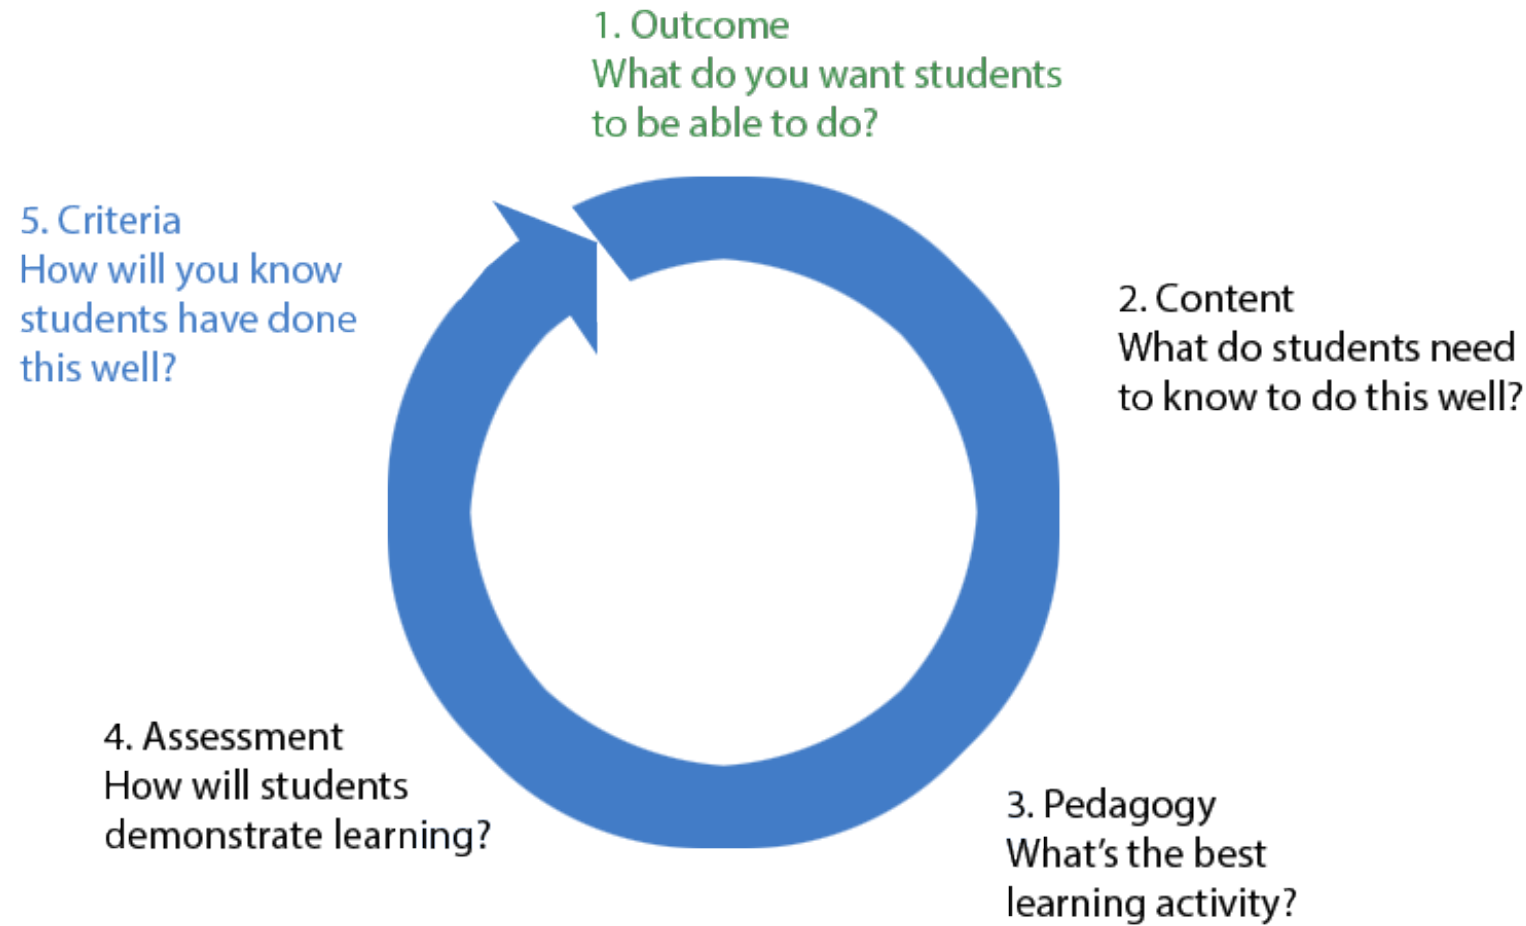 1. Outcome
What do you want students
to be able to do?
2. Content
What do students need
to know to do this well?
3. Pedagogy
What's the best
learning activity?
4. Assessment
How will students
demonstrate learning?
5. Criteria
How will you know
students have done
this well?